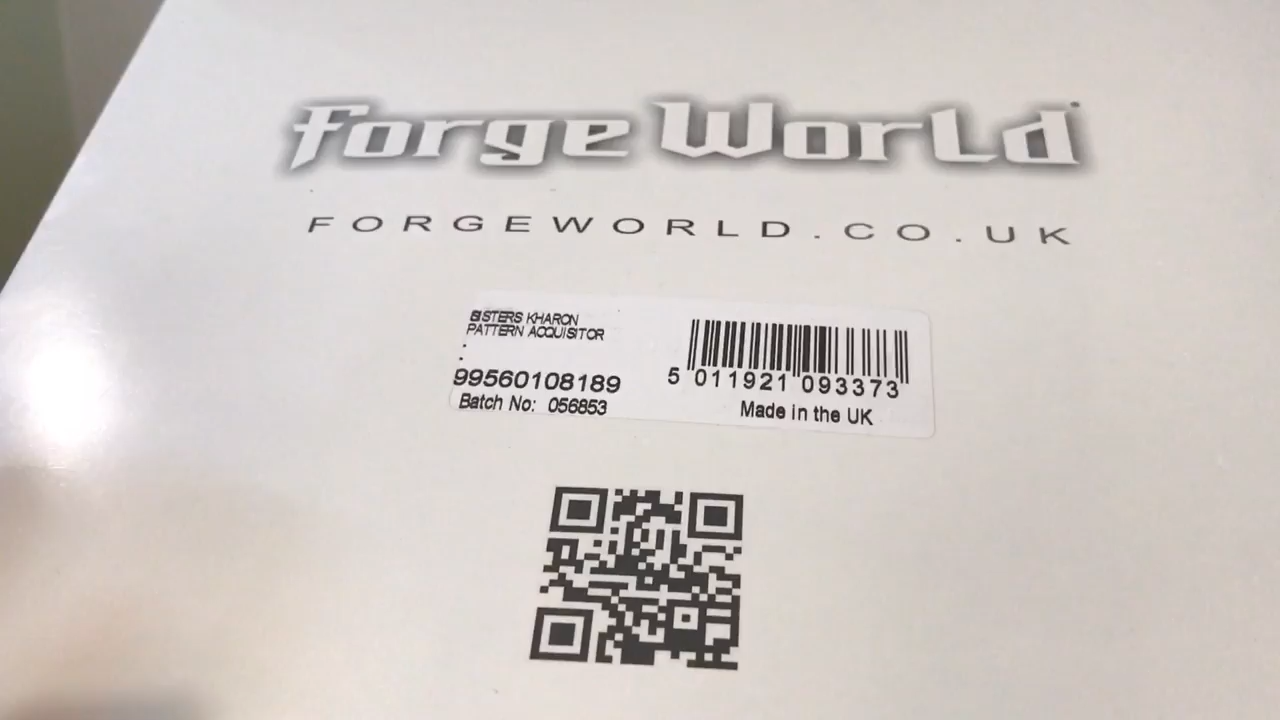 Forge World
FORGEWORLD.CO.UK
SISTERS KHARON
PATTERN ACQUISITOR
.
.
99560108189
Batch No: 056853
5 011921 093373
Made in the UK